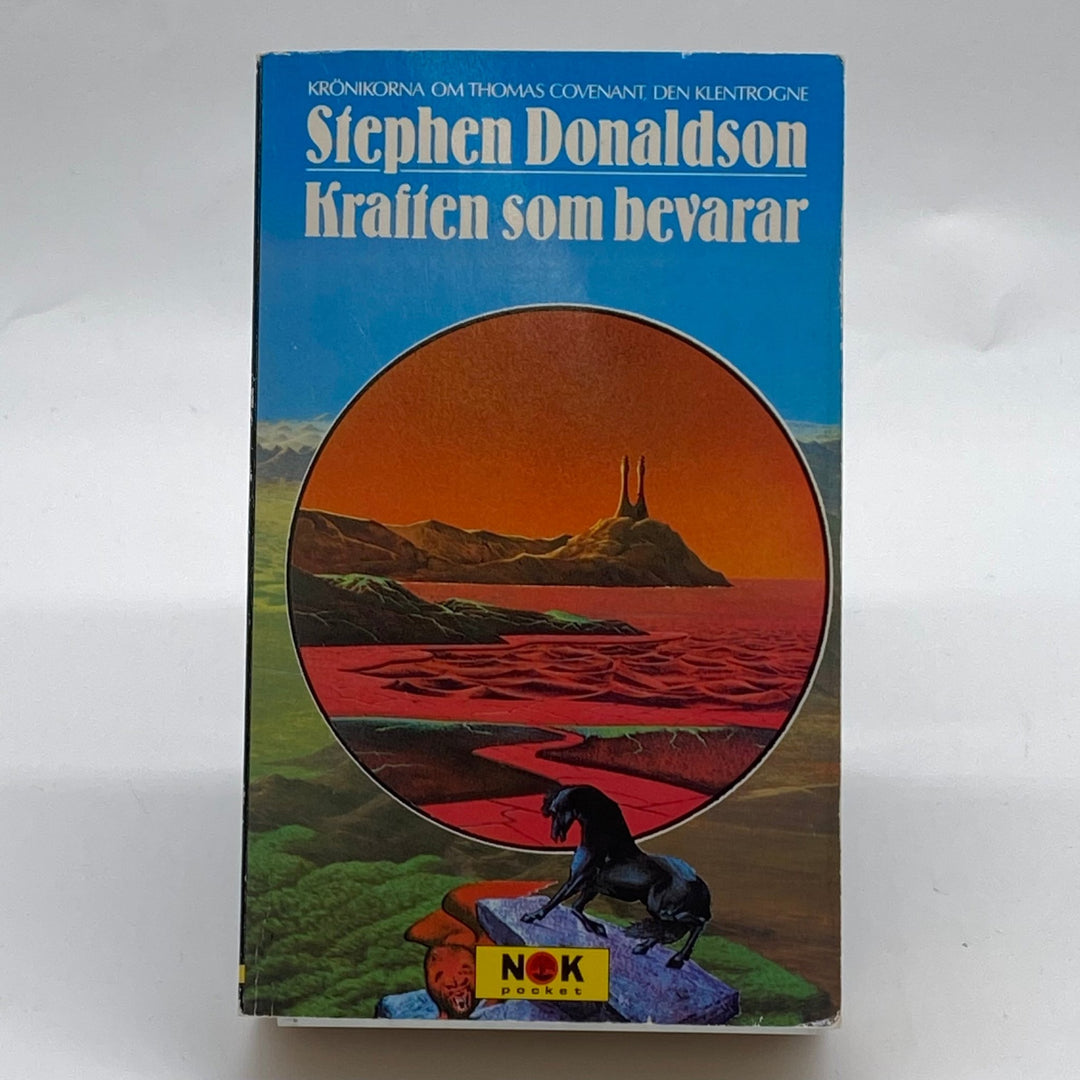 KRÖNIKORNA OM THOMAS COVENANT, DEN KLENTROGNE
Stephen Donaldson
Kraften som bevarar
NOK
pocket